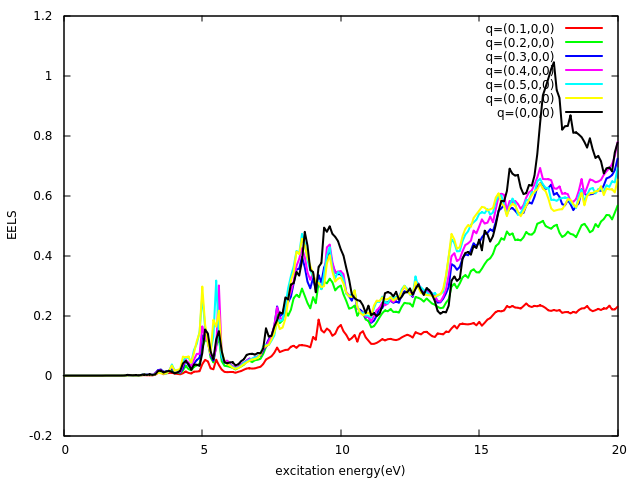 1.2
1
0.8
0.6
0.4
0.2
0
-0.2
EELS
q=(0.1,0,0)
q=(0.2,0,0)
q=(0.3,0,0)
q=(0.4,0,0)
q=(0.5,0,0)
q=(0.6,0,0)
q=(0,0,0)
0 5 10 15 20
excitation energy(eV)